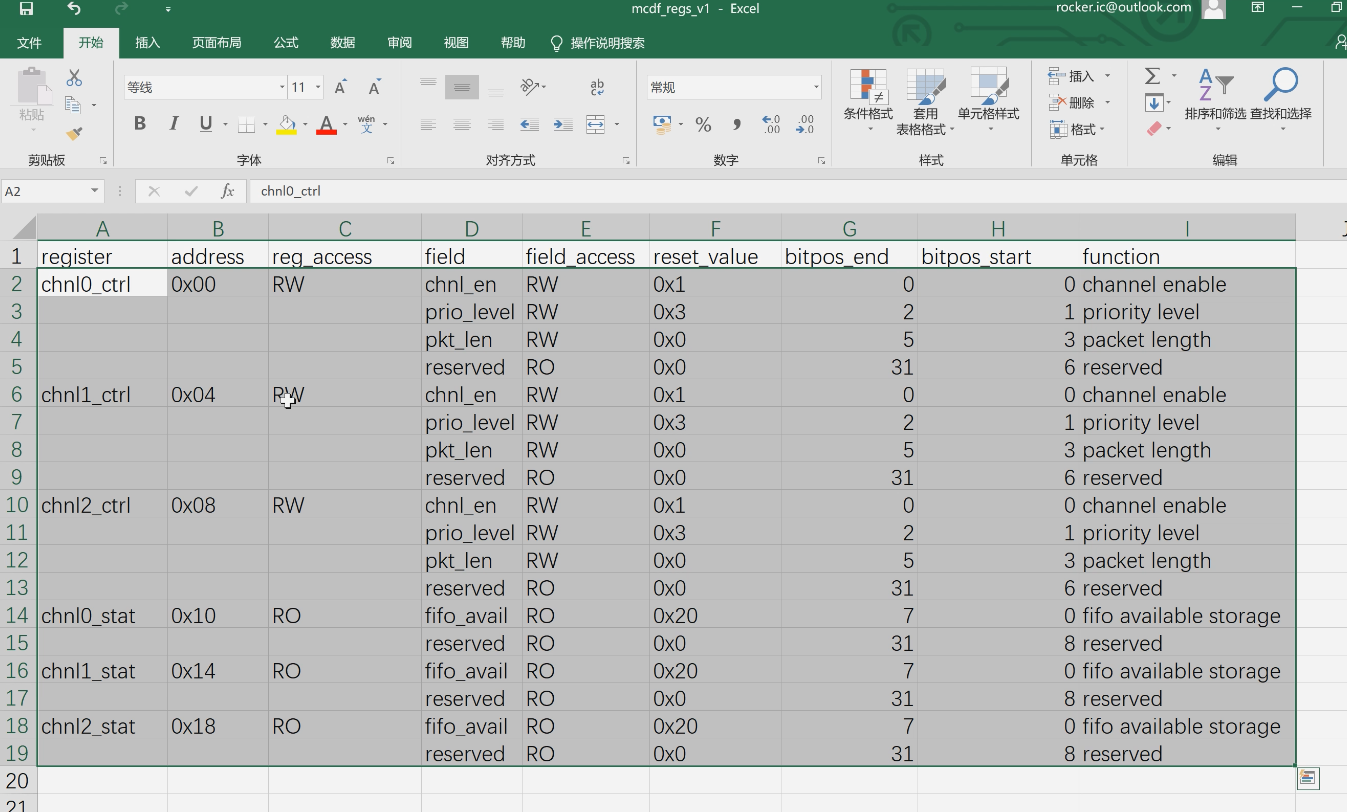 mcdf_regs_v1 - Excel
rocker.ic@outlook.com
文件 开始 插入 页面布局 公式 数据 审阅 视图 帮助 操作说明搜索
粘贴
剪贴板
等线 11
B I U A wén 文
字体
ab
对齐方式
常规
% , .00 .0
数字
条件格式 套用 表格格式 单元格样式
样式
插入
删除
格式
单元格
Σ
排序和筛选 查找和选择
编辑
A2 fx chnl0_ctrl
A B C D E F G H I
1 register address reg_access field field_access reset_value bitpos_end bitpos_start function
2 chnl0_ctrl 0x00 RW chnl_en RW 0x1 0 0 channel enable
3 prio_level RW 0x3 2 1 priority level
4 pkt_len RW 0x0 5 3 packet length
5 reserved RO 0x0 31 6 reserved
6 chnl1_ctrl 0x04 RW chnl_en RW 0x1 0 0 channel enable
7 prio_level RW 0x3 2 1 priority level
8 pkt_len RW 0x0 5 3 packet length
9 reserved RO 0x0 31 6 reserved
10 chnl2_ctrl 0x08 RW chnl_en RW 0x1 0 0 channel enable
11 prio_level RW 0x3 2 1 priority level
12 pkt_len RW 0x0 5 3 packet length
13 reserved RO 0x0 31 6 reserved
14 chnl0_stat 0x10 RO fifo_avail RO 0x20 7 0 fifo available storage
15 reserved RO 0x0 31 8 reserved
16 chnl1_stat 0x14 RO fifo_avail RO 0x20 7 0 fifo available storage
17 reserved RO 0x0 31 8 reserved
18 chnl2_stat 0x18 RO fifo_avail RO 0x20 7 0 fifo available storage
19 reserved RO 0x0 31 8 reserved
20
21